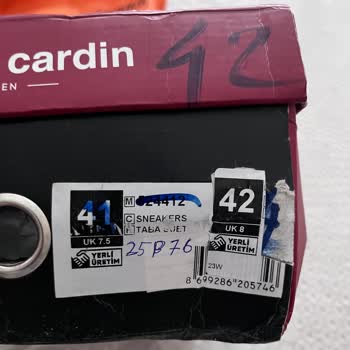 cardin
42
EN
41
UK 7.5
YERLİ
ÜRETİM
M 624412
C SNEAKERS
F TABA SUET
25B76
42
UK 8
YERLİ
ÜRETİM
23W
8 699286 205746